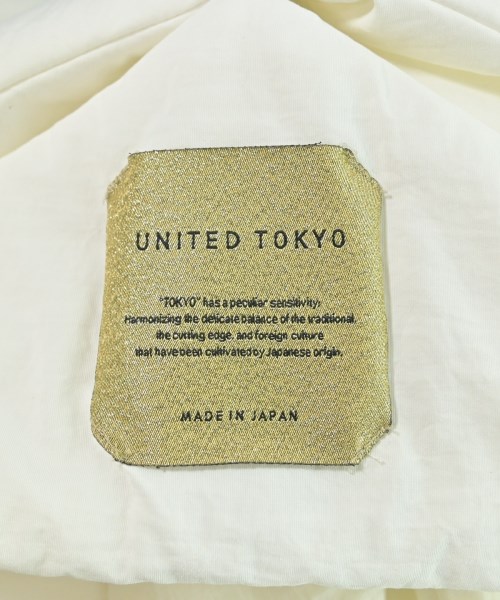 UNITED TOKYO
"TOKYO" has a peculiar sensitivity:
Harmonizing the delicate balance of the traditional,
the cutting edge, and foreign culture
that have been cultivated by Japanese origin.
MADE IN JAPAN